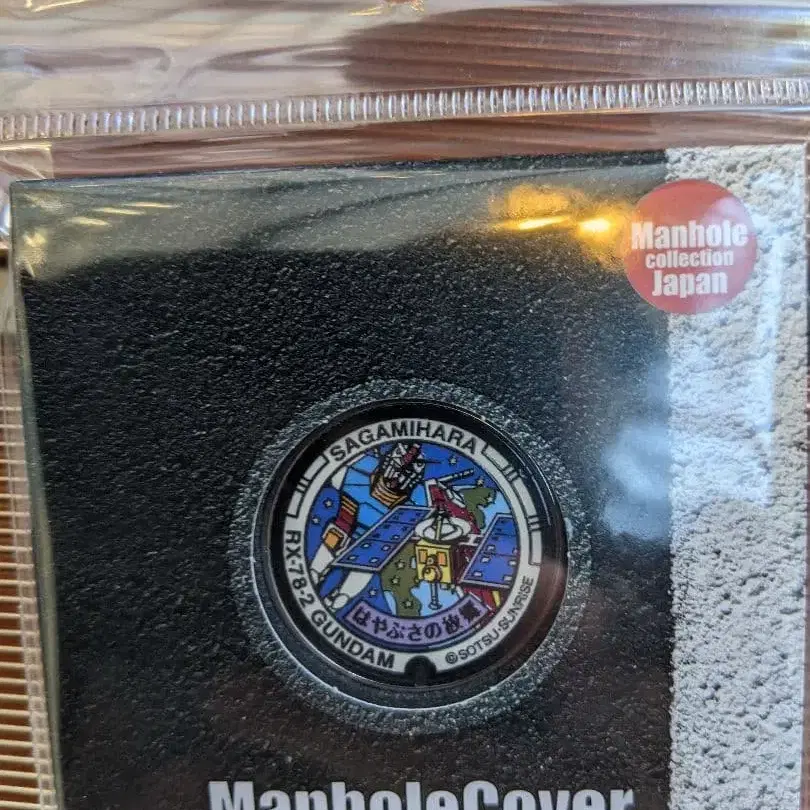 Manhole
collection
Japan
SAGAMIHARA
RX-78-2 GUNDAM
はやぶさの故郷
©SOTSU·SUNRISE
ManholeCover